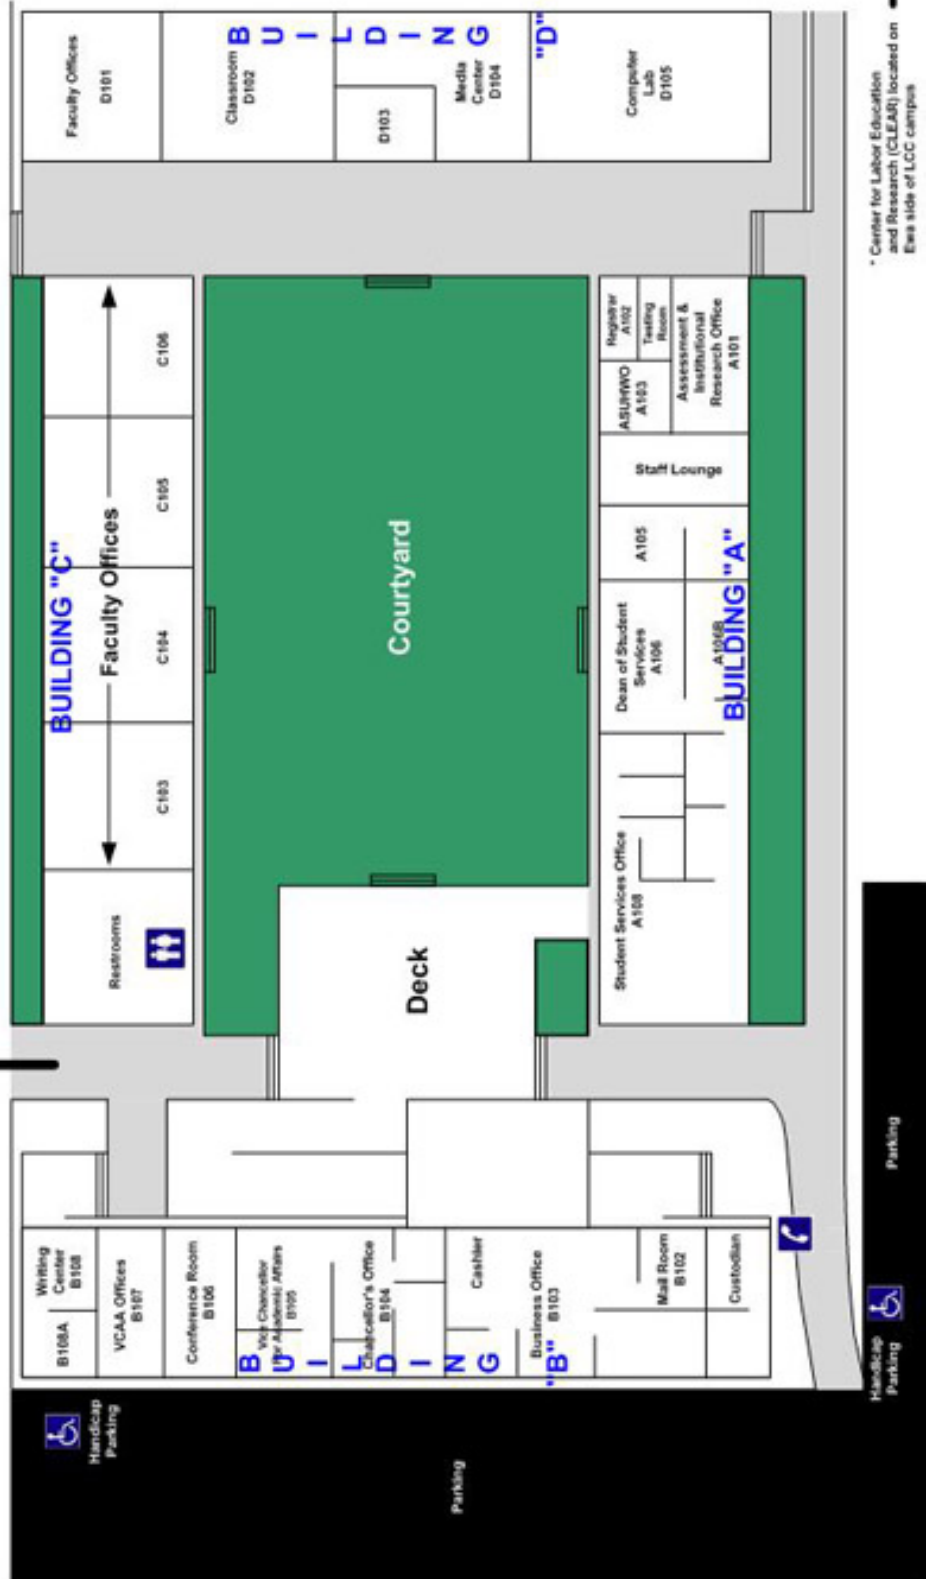 BUILDING "D"
Faculty Offices
D101
Classroom
D102
D103
Media
Center
D104
Computer
Lab
D105
* Center for Labor Education
and Research (CLEAR) located on
Ewa side of LCC campus
BUILDING "C"
Faculty Offices
C106
C105
C104
C103
Restrooms
Courtyard
Deck
Registrar
A102
Testing
Room
ASUHWO
A103
Assessment &
Institutional
Research Office
A101
Staff Lounge
A105
Dean of Student
Services
A106
A106B
BUILDING "A"
Student Services Office
A108
Writing
Center
B108
B108A
VCAA Offices
B107
Conference Room
B106
Vice Chancellor
for Academic Affairs
B105
Chancellor's Office
B104
Cashier
Business Office
B103
Mail Room
B102
Custodian
BUILDING "B"
Handicap
Parking
Parking
Parking
Handicap
Parking